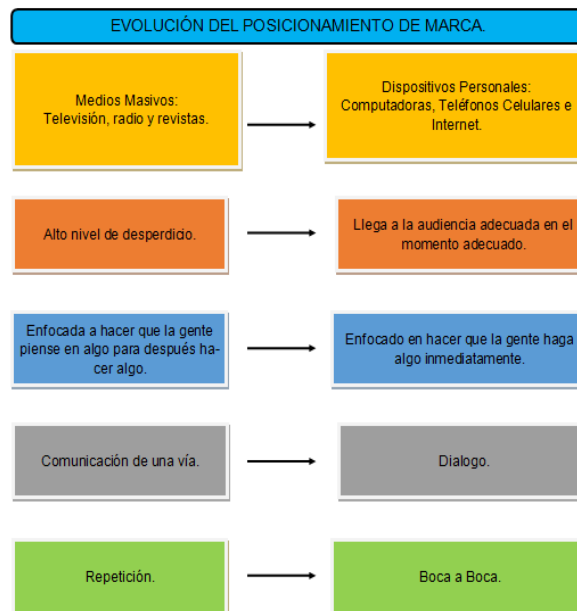 EVOLUCIÓN DEL POSICIONAMIENTO DE MARCA.
Medios Masivos:
Televisión, radio y revistas.
Dispositivos Personales:
Computadoras, Teléfonos Celulares e
Internet.
Alto nivel de desperdicio.
Llega a la audiencia adecuada en el
momento adecuado.
Enfocada a hacer que la gente
piense en algo para después ha-
cer algo.
Enfocado en hacer que la gente haga
algo inmediatamente.
Comunicación de una vía.
Dialogo.
Repetición.
Boca a Boca.